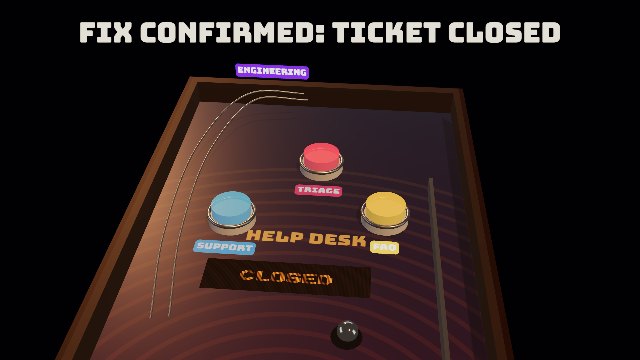 FIX CONFIRMED: TICKET CLOSED
ENGINEERING
TRIAGE
HELP DESK
SUPPORT
FAQ
CLOSED